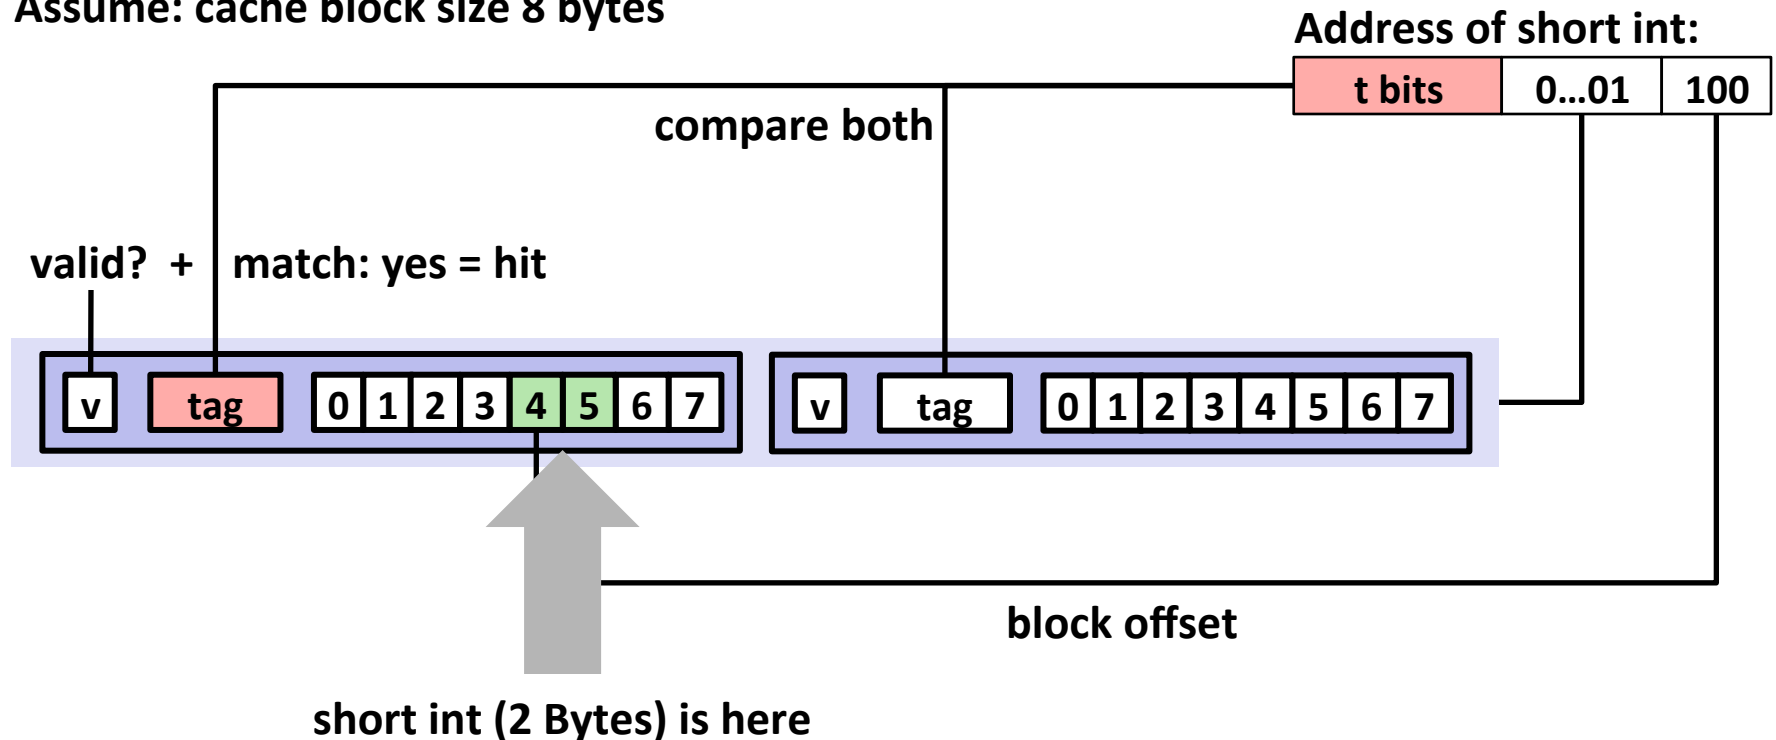 Assume: cache block size 8 bytes
Address of short int:
t bits 0...01 100
compare both
valid? + match: yes = hit
v tag 0 1 2 3 4 5 6 7 v tag 0 1 2 3 4 5 6 7
block offset
short int (2 Bytes) is here